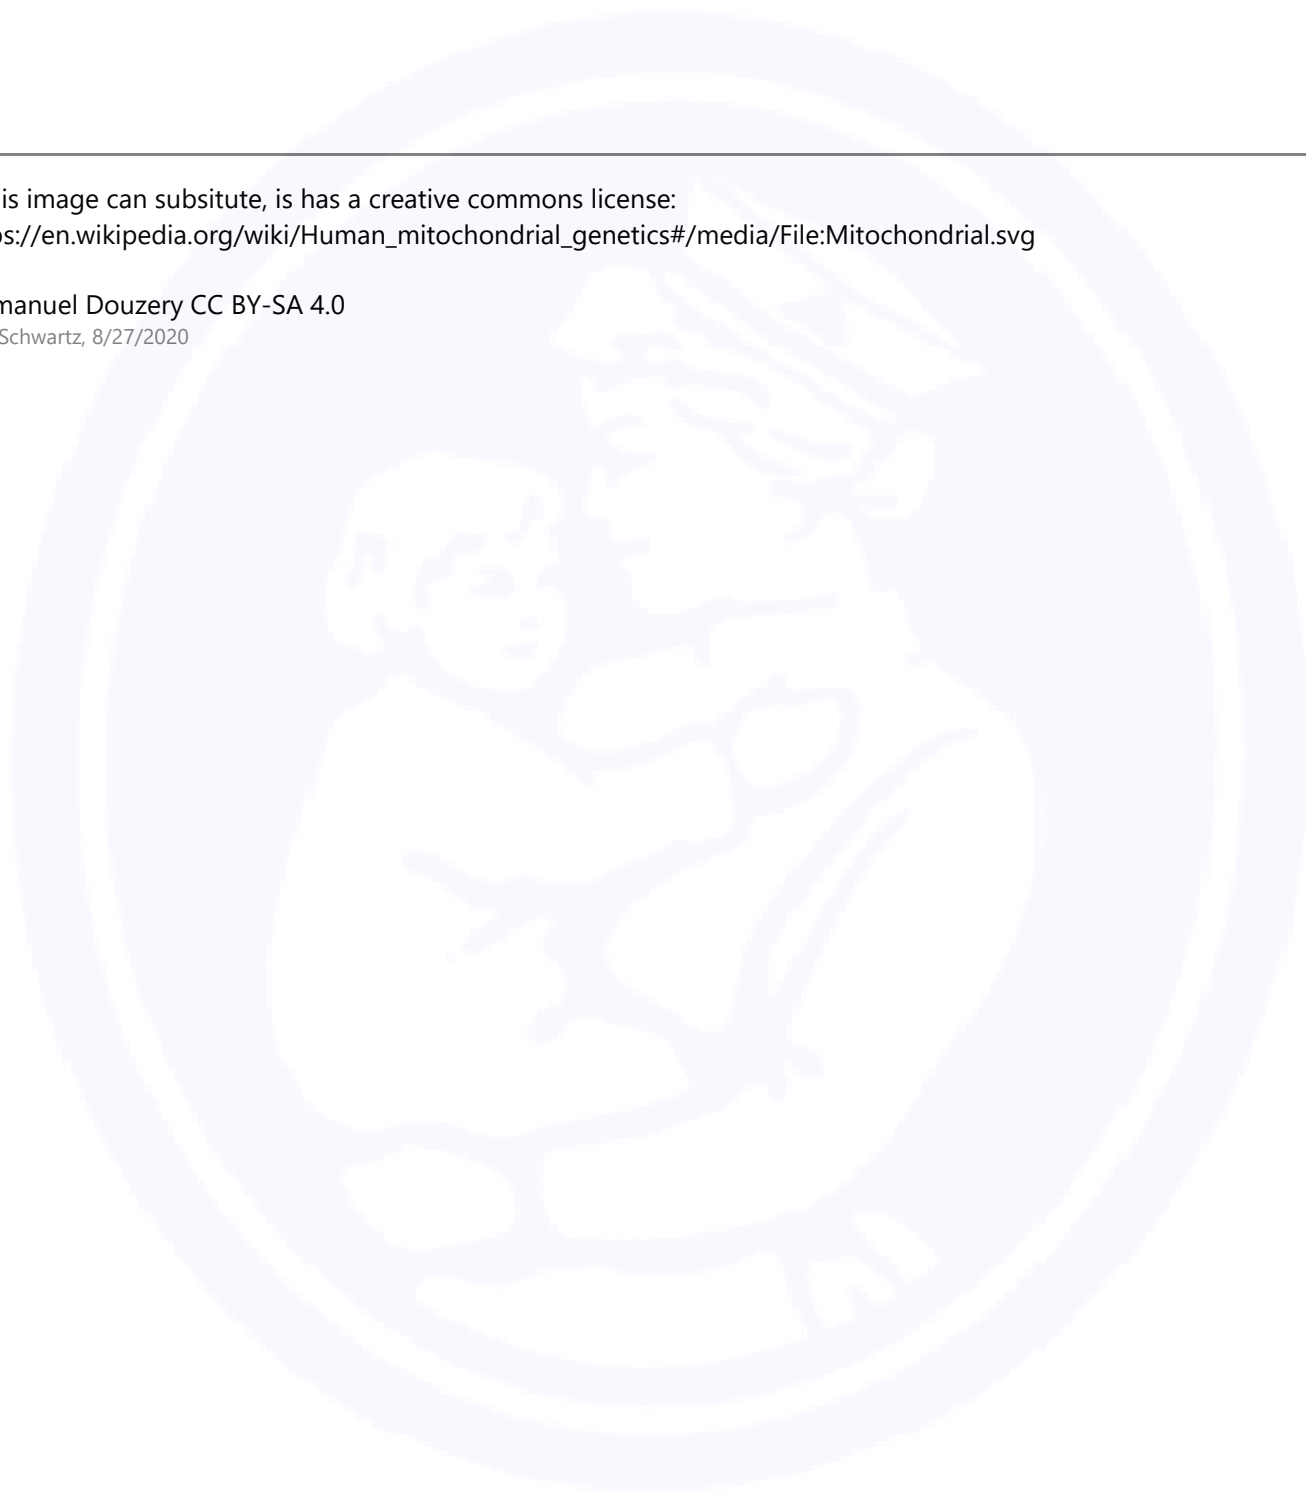 is image can subsitute, is has a creative commons license:
os://en.wikipedia.org/wiki/Human_mitochondrial_genetics#/media/File:Mitochondrial.svg
manuel Douzery CC BY-SA 4.0
Schwartz, 8/27/2020